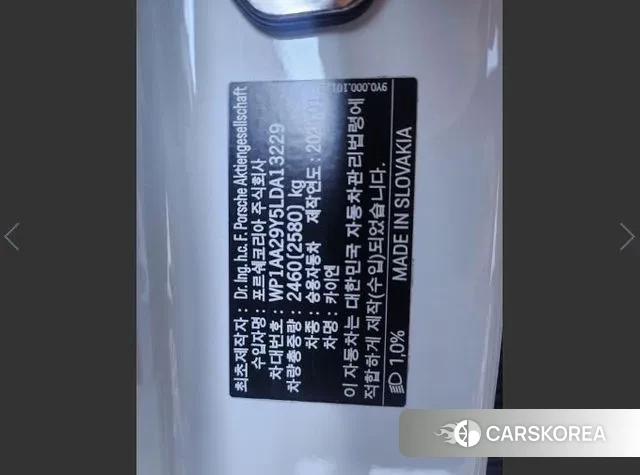 최초제작자 : Dr. Ing. h.c. F. Porsche Aktiengesellschaft
수입자명 : 포르쉐코리아 주식회사
차대번호 : WP1AA29Y5LDA13229
차량총중량 : 2460(2580) kg
차종 : 승용자동차 제작연도 :
차명 : 카이엔
이 자동차는 대한민국 자동차관리법령에
적합하게 제작(수입)되었습니다.
1,0% MADE IN SLOVAKIA
CARSKOREA